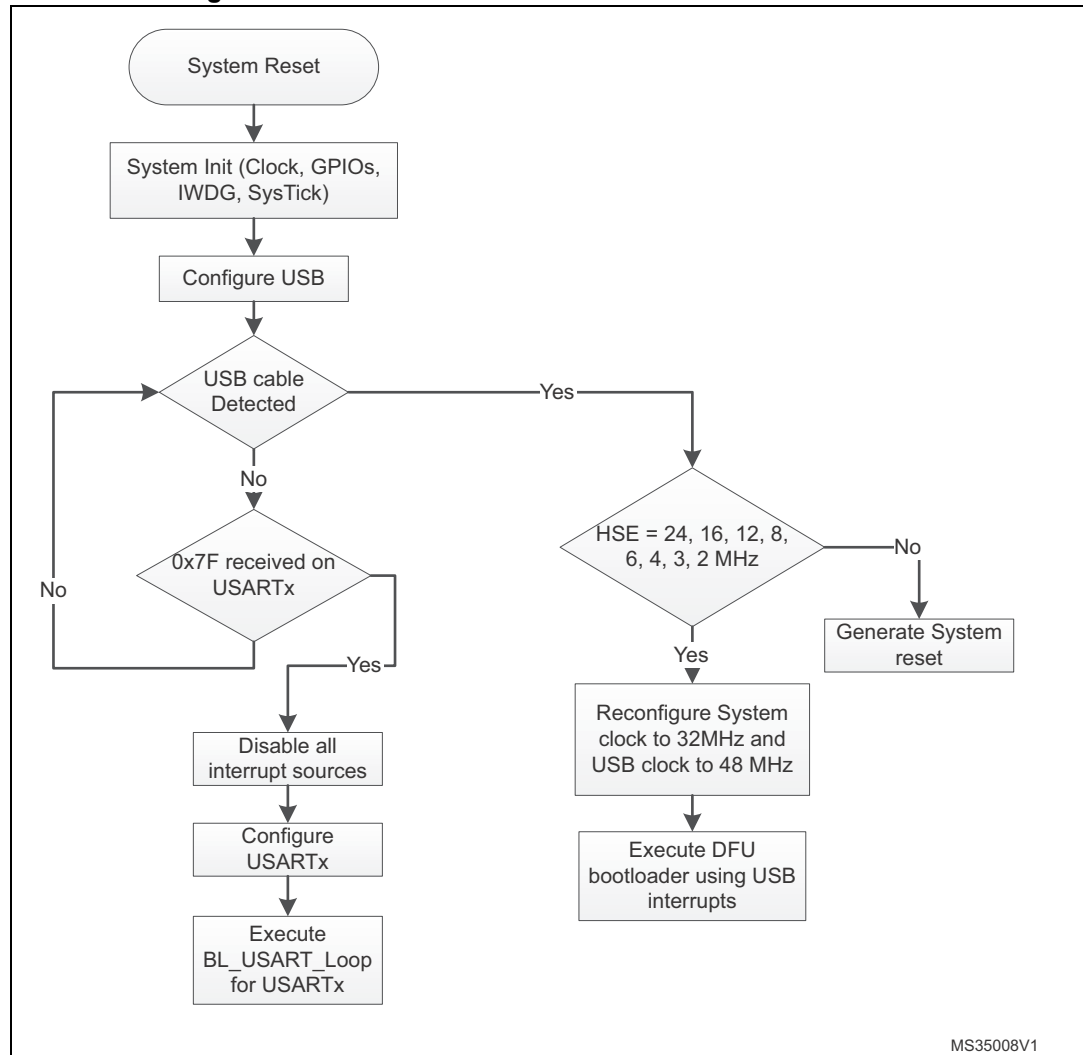 System Reset
System Init (Clock, GPIOs,
IWDG, SysTick)
Configure USB
USB cable
Detected
Yes
No
0x7F received on
USARTx
No
Yes
Disable all
interrupt sources
Configure
USARTx
Execute
BL_USART_Loop
for USARTx
HSE = 24, 16, 12, 8,
6, 4, 3, 2 MHz
No
Generate System
reset
Yes
Reconfigure System
clock to 32MHz and
USB clock to 48 MHz
Execute DFU
bootloader using USB
interrupts
MS35008V1